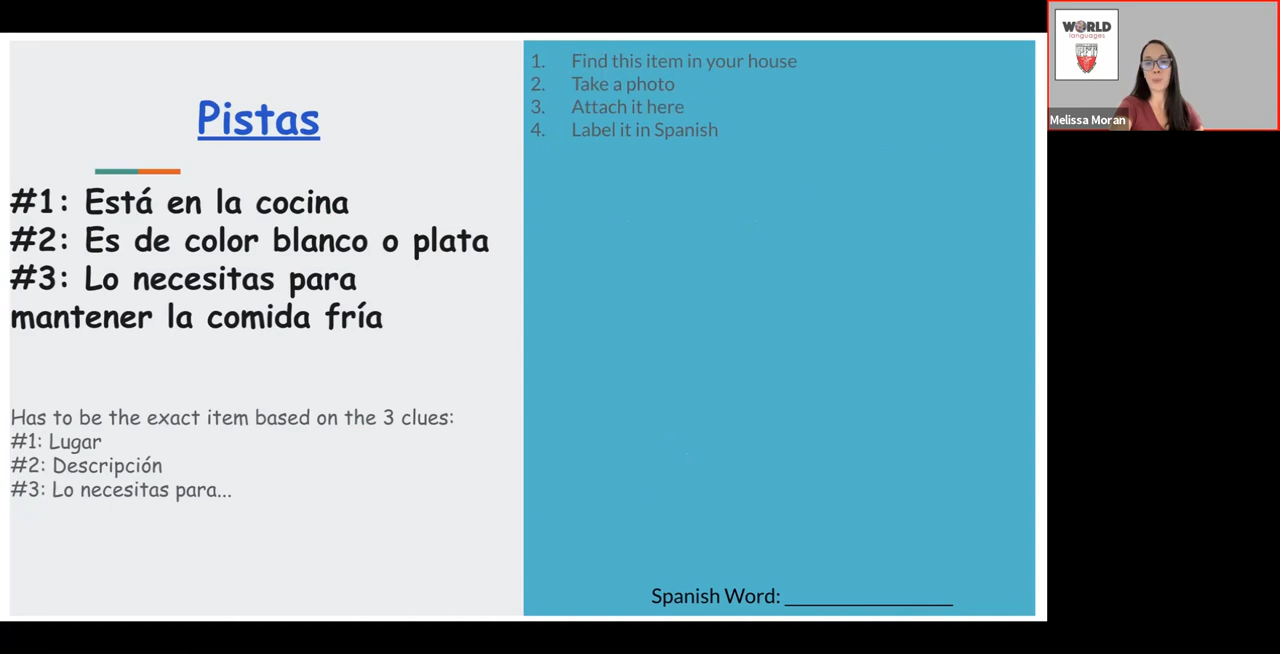 Pistas
#1: Está en la cocina
#2: Es de color blanco o plata
#3: Lo necesitas para
mantener la comida fría
Has to be the exact item based on the 3 clues:
#1: Lugar
#2: Descripción
#3: Lo necesitas para...
1. Find this item in your house
2. Take a photo
3. Attach it here
4. Label it in Spanish
Spanish Word: _________________
WORLD
languages
Melissa Moran